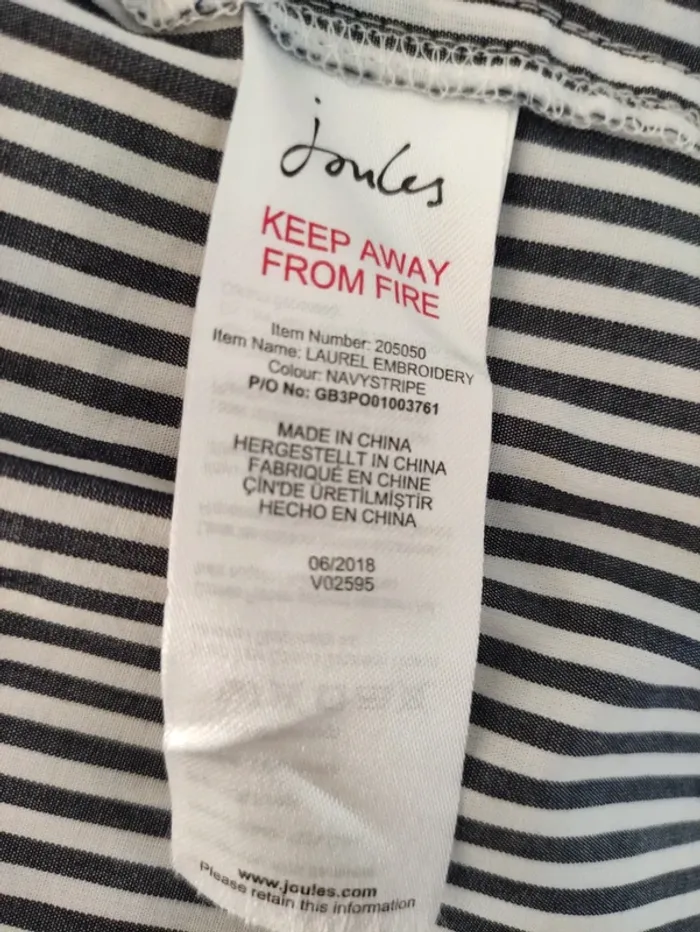 joules
KEEP AWAY
FROM FIRE
Item Number: 205050
Item Name: LAUREL EMBROIDERY
Colour: NAVYSTRIPE
P/O No: GB3PO01003761
MADE IN CHINA
HERGESTELLT IN CHINA
FABRIQUÉ EN CHINE
ÇİN'DE ÜRETİLMİŞTİR
HECHO EN CHINA
06/2018
V02595
www.joules.com
Please retain this information